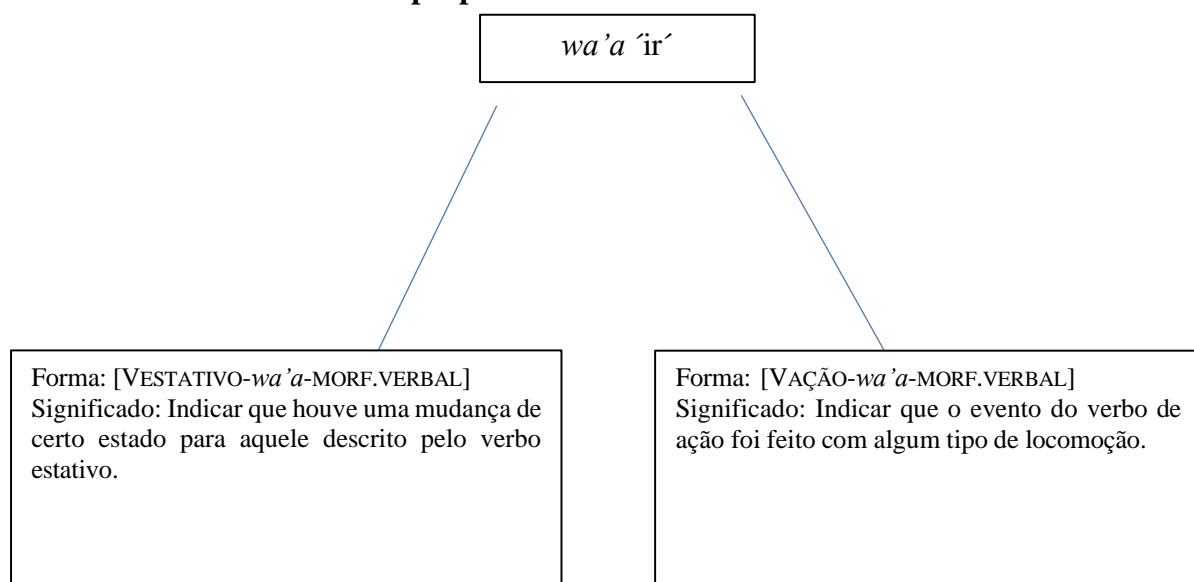 wa’a ´ir´
Forma: [VESTATIVO-wa’a-MORF.VERBAL]
Significado: Indicar que houve uma mudança de
certo estado para aquele descrito pelo verbo
estativo.
Forma: [VAÇÃO-wa’a-MORF.VERBAL]
Significado: Indicar que o evento do verbo de
ação foi feito com algum tipo de locomoção.